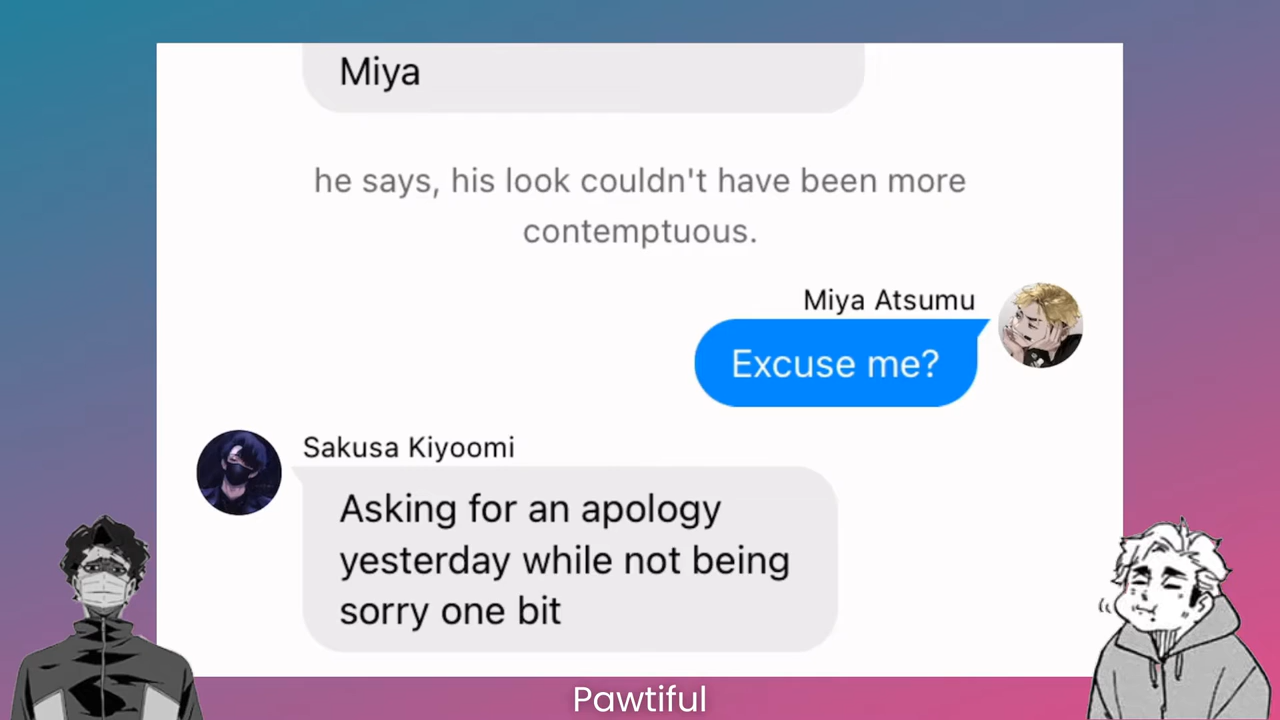 Miya
he says, his look couldn't have been more
contemptuous.
Miya Atsumu
Excuse me?
Sakusa Kiyoomi
Asking for an apology
yesterday while not being
sorry one bit
Pawtiful